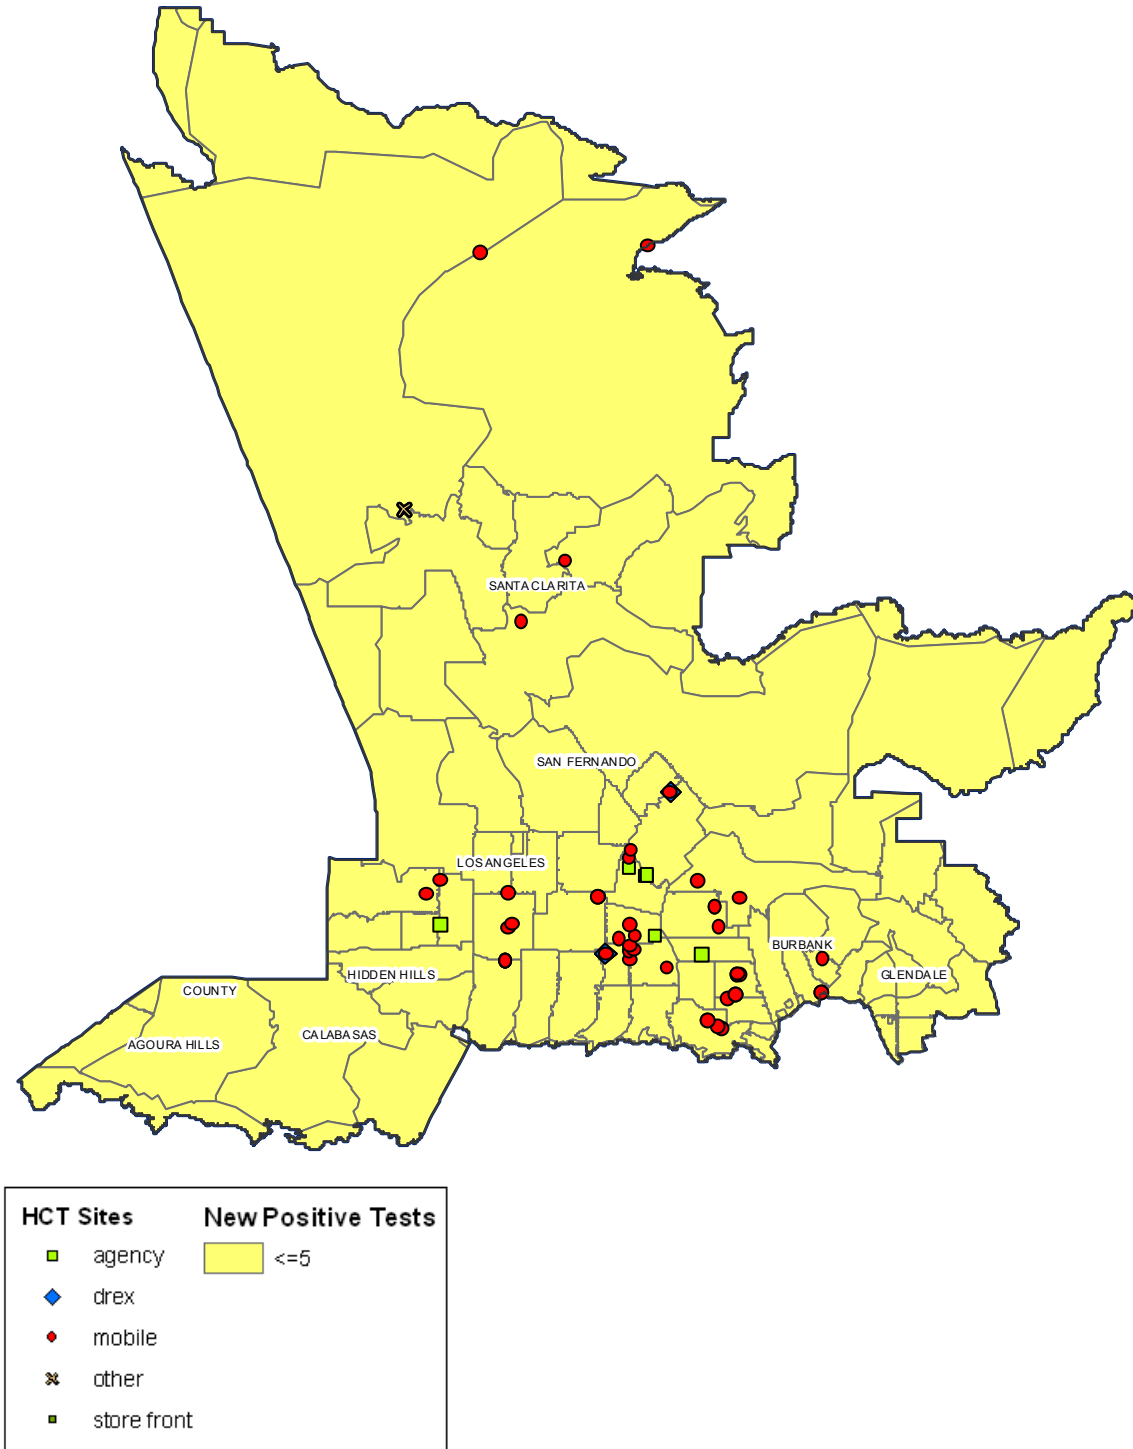 SANTA CLARITA
SAN FERNANDO
LOS ANGELES
BURBANK
HIDDEN HILLS
GLENDALE
COUNTY
CALABASAS
AGOURA HILLS
HCT Sites
New Positive Tests
agency
<=5
drex
mobile
other
store front